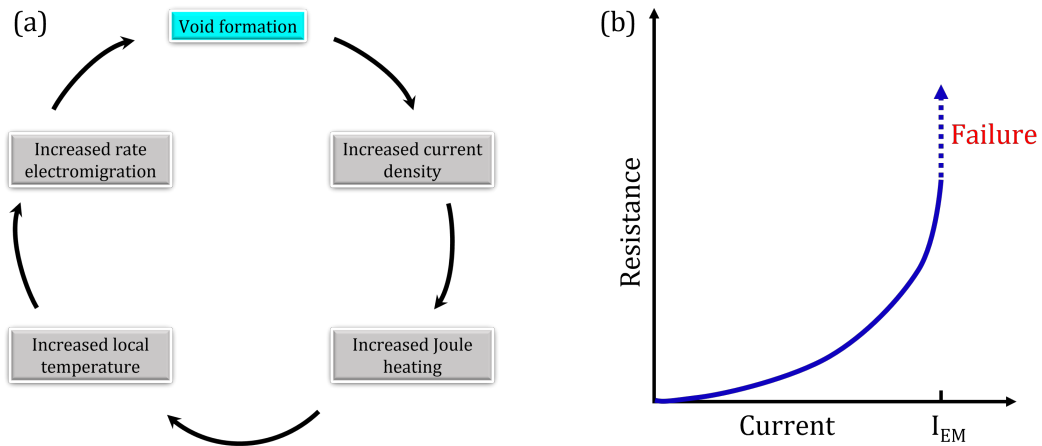 (a)
Void formation
Increased current
density
Increased Joule
heating
Increased local
temperature
Increased rate
electromigration
(b)
Resistance
Failure
Current
I_EM